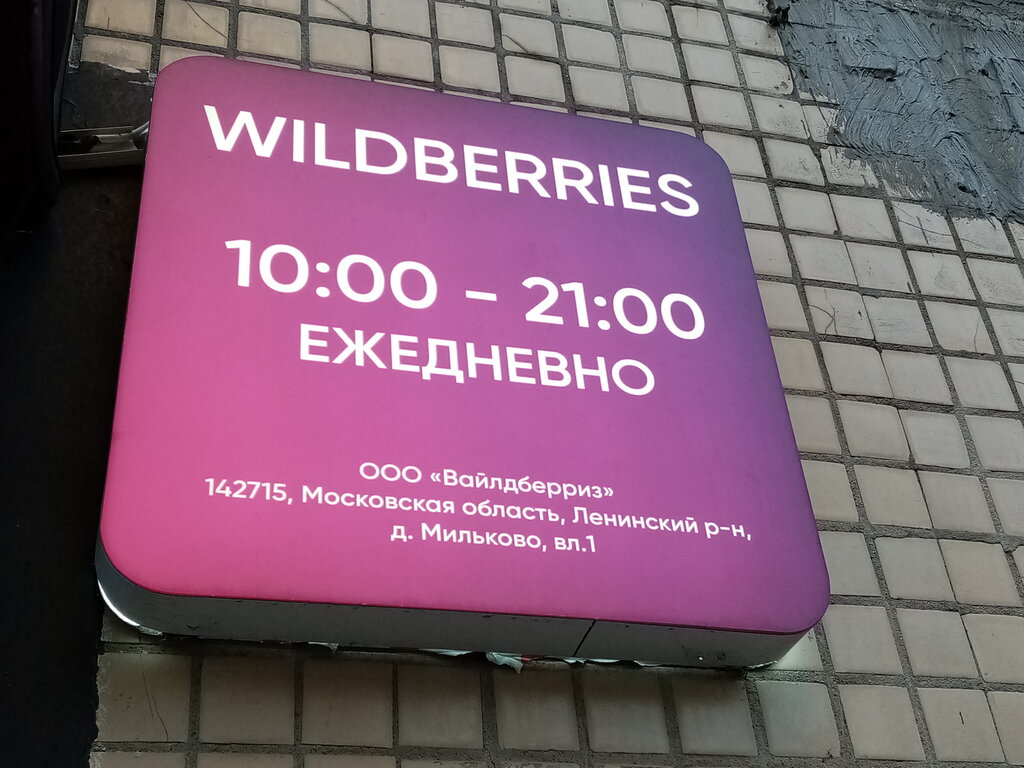 WILDBERRIES
10:00 - 21:00
ЕЖЕДНЕВНО
ООО «Вайлдберриз»
142715, Московская область, Ленинский р-н,
д. Мильково, вл.1